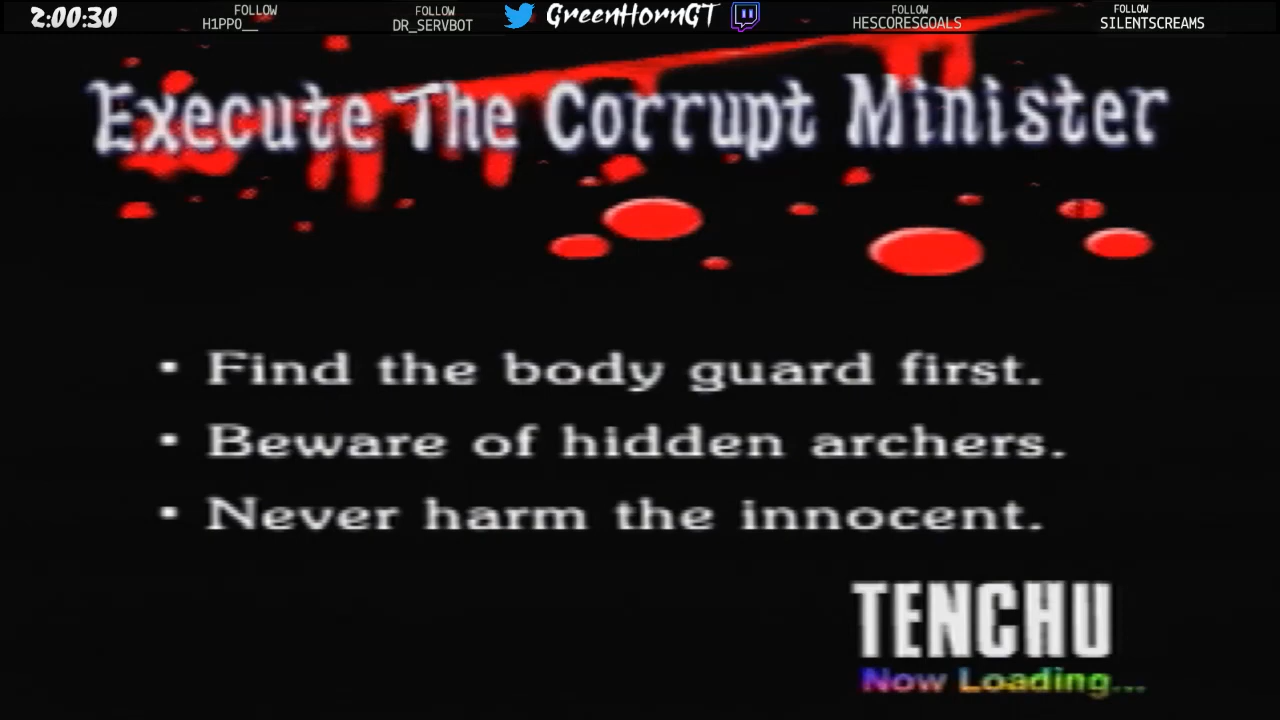 2:00:30
FOLLOW
H1PPO__
FOLLOW
DR_SERVBOT
GreenHornGT
FOLLOW
HESCORESGOALS
FOLLOW
SILENTSCREAMS
Execute The Corrupt Minister
• Find the body guard first.
• Beware of hidden archers.
• Never harm the innocent.
TENCHU
Now Loading...